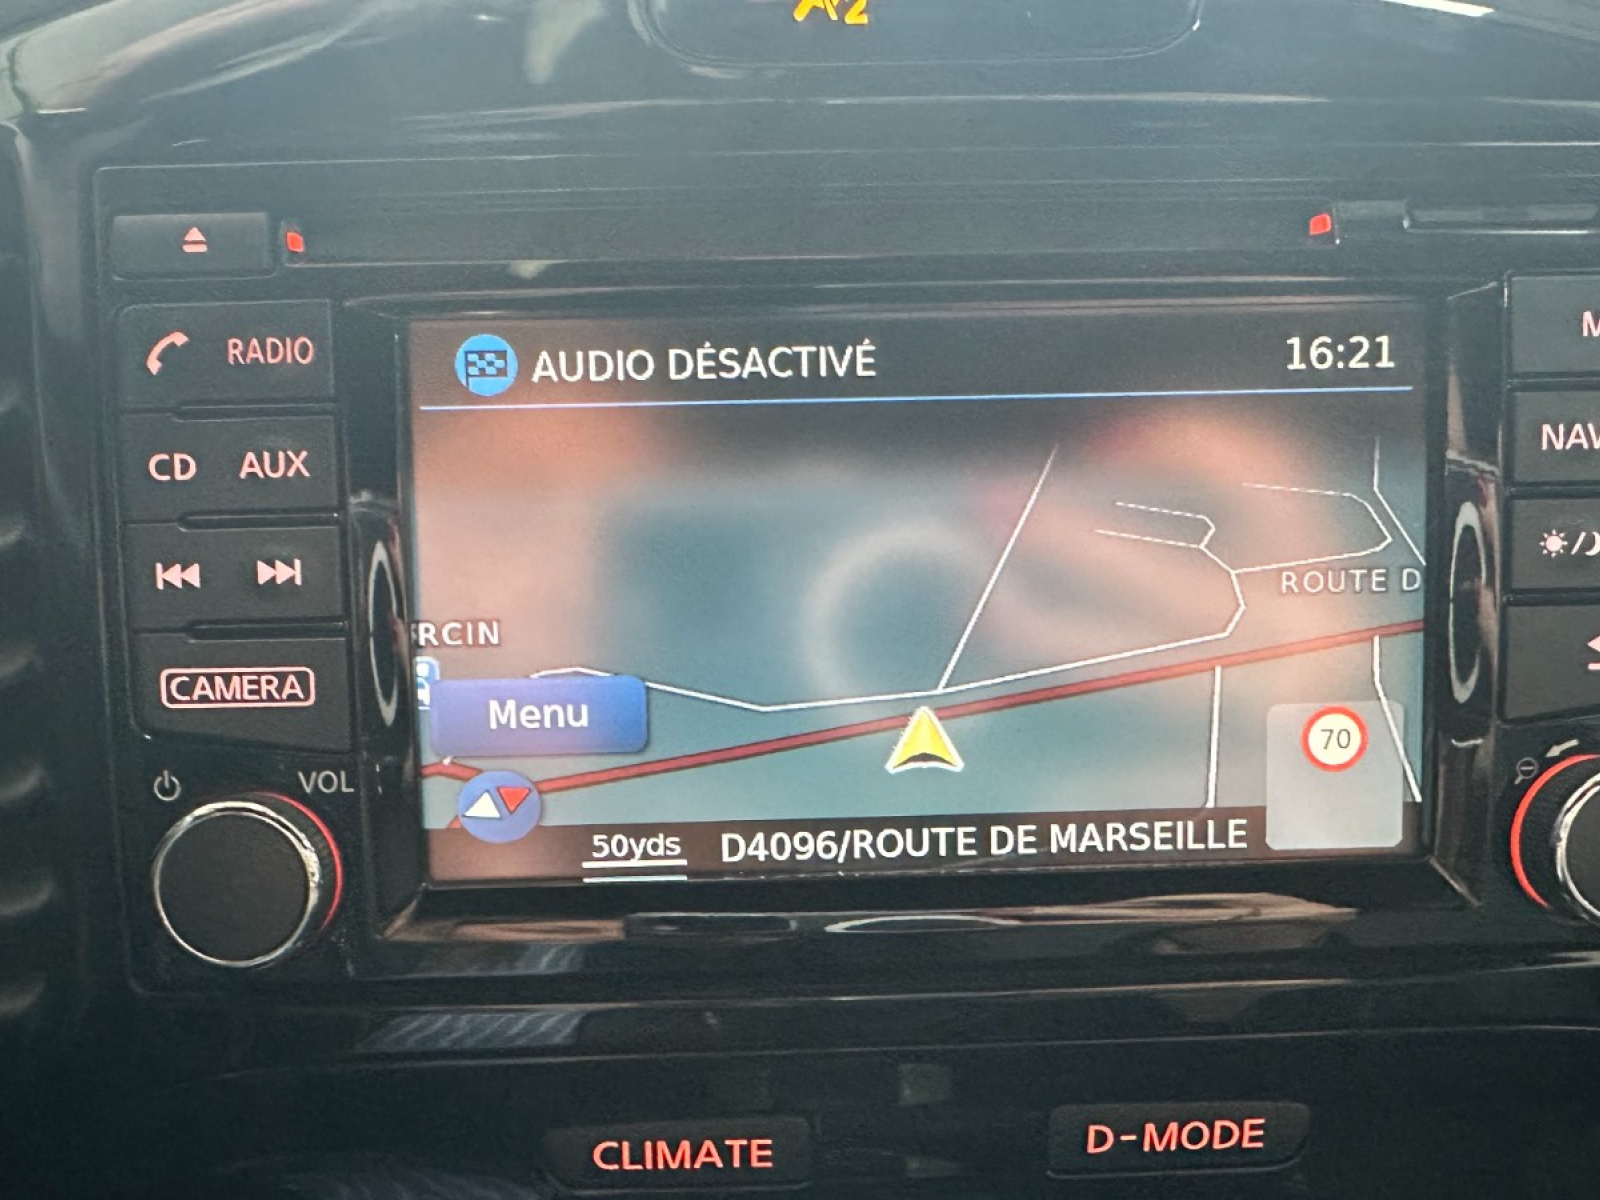 RADIO
CD AUX
CAMERA
VOL
AUDIO DÉSACTIVÉ 16:21
ROUTE D
RCIN
Menu
70
50yds D4096/ROUTE DE MARSEILLE
M
NAV
CLIMATE
D-MODE